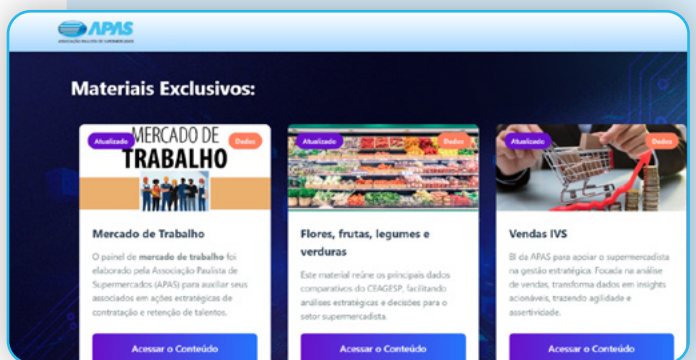 APAS
ASSOCIAÇÃO PAULISTA DE SUPERMERCADOS
Materiais Exclusivos:
Atualizado
Dados
MERCADO DE
TRABALHO
Mercado de Trabalho
O painel de mercado de trabalho foi
elaborado pela Associação Paulista de
Supermercados (APAS) para auxiliar seus
associados em ações estratégicas de
contratação e retenção de talentos.
Acessar o Conteúdo
Atualizado
Dados
Flores, frutas, legumes e
verduras
Este material reúne os principais dados
comparativos do CEAGESP, facilitando
análises estratégicas e decisões para o
setor supermercadista.
Acessar o Conteúdo
Atualizado
Dados
Vendas IVS
BI da APAS para apoiar o supermercadista
na gestão estratégica. Focada na análise
de vendas, transforma dados em insights
acionáveis, trazendo agilidade e
assertividade.
Acessar o Conteúdo